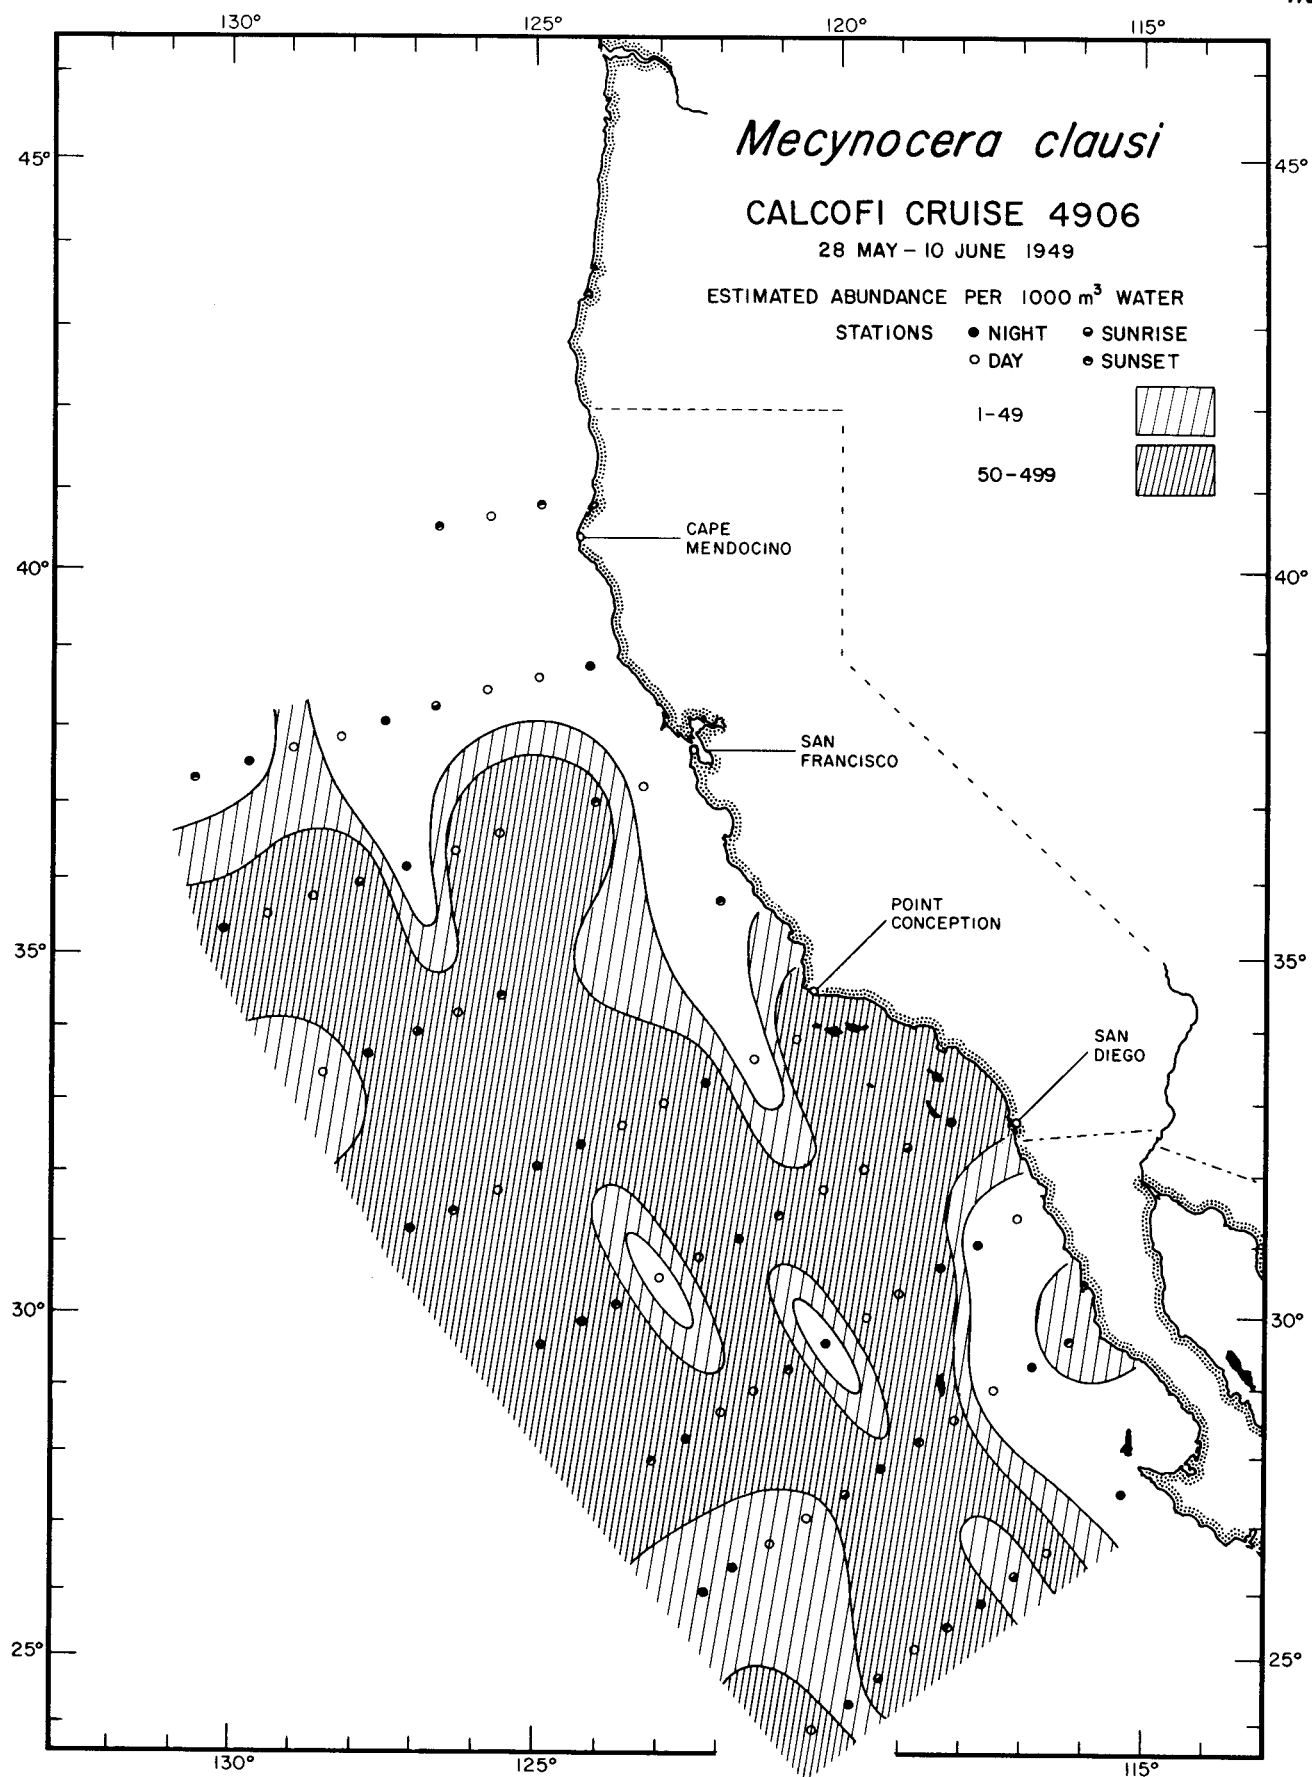 130° 125° 120° 115°
Mecynocera clausi
45° 45°
CALCOFI CRUISE 4906
28 MAY – 10 JUNE 1949
ESTIMATED ABUNDANCE PER 1000 m³ WATER
STATIONS ● NIGHT SUNRISE
○ DAY SUNSET
1–49
50–499
CAPE
MENDOCINO
40° 40°
SAN
FRANCISCO
POINT
CONCEPTION
35° 35°
SAN
DIEGO
30° 30°
25° 25°
130° 125° 115°